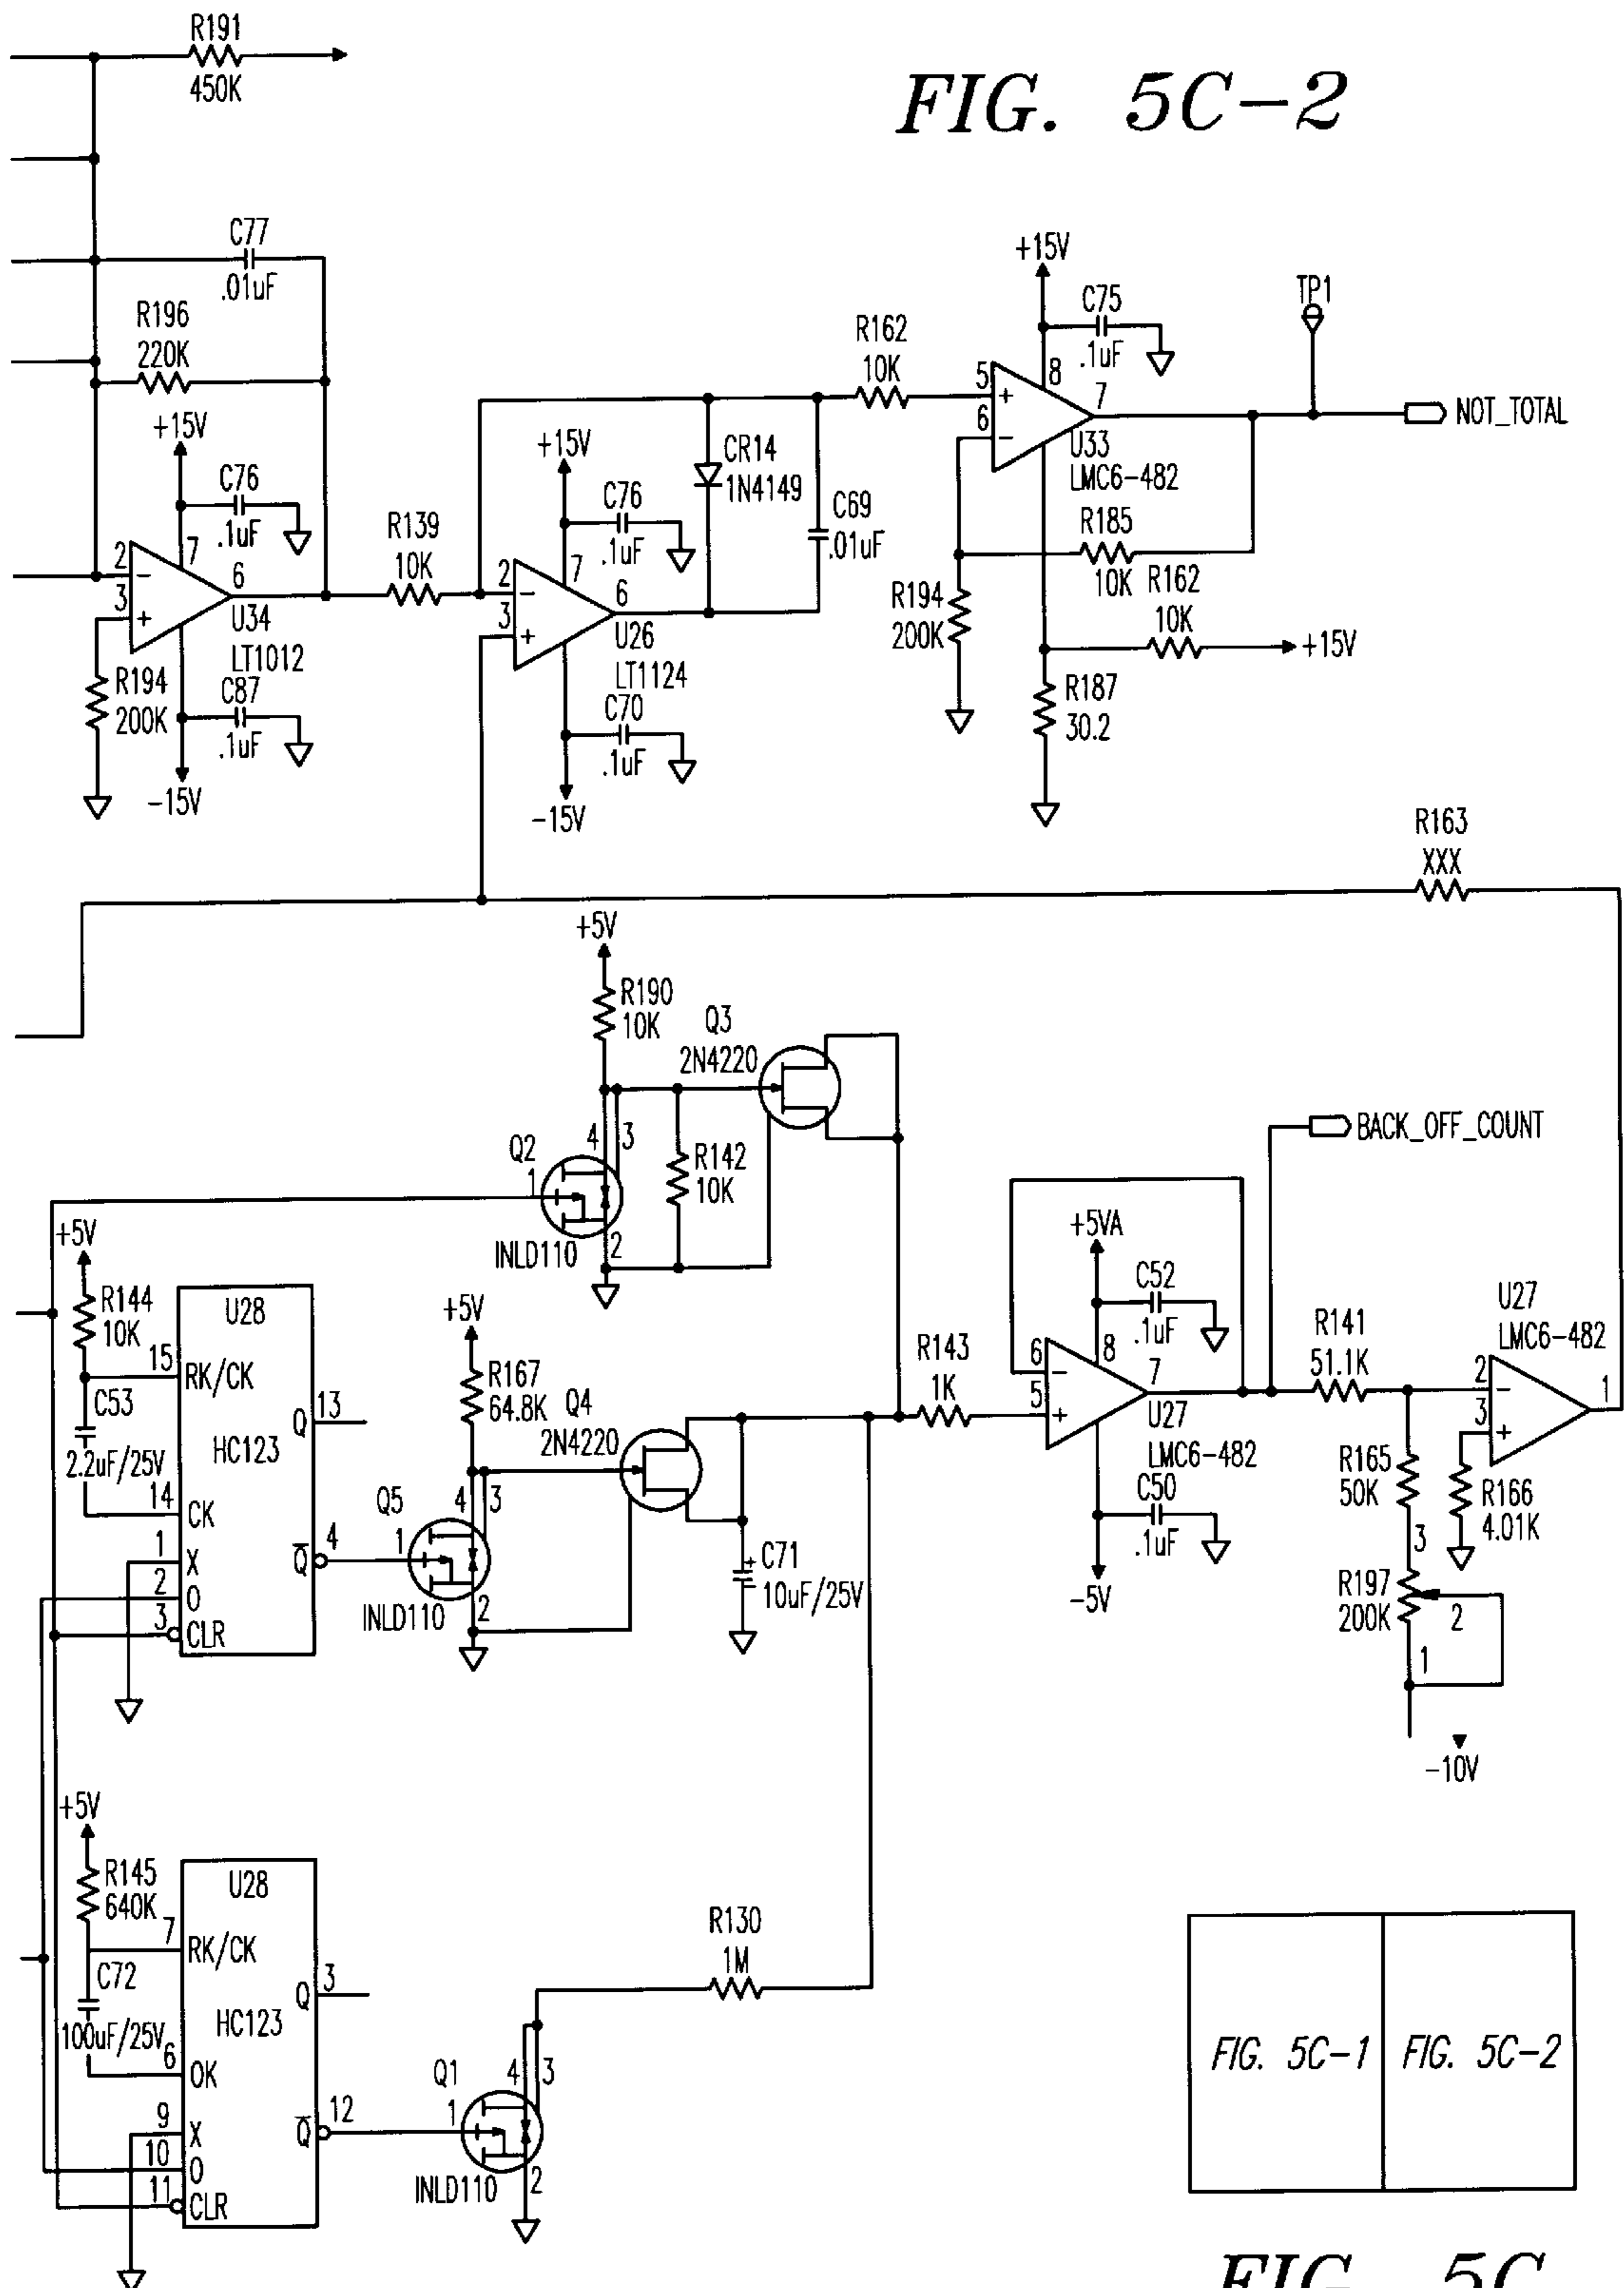 R191
450K
FIG. 5C-2
C77
.01uF
R196
220K
+15V
C76
.1uF
2
-
3
+
7
6
U34
LT1012
R194
200K
C87
.1uF
-15V
R139
10K
+15V
C76
.1uF
2
-
3
+
7
6
U26
LT1124
C70
.1uF
-15V
CR14
1N4149
C69
.01uF
R162
10K
+15V
C75
.1uF
5
+
6
-
8
7
U33
LMC6-482
TP1
NOT_TOTAL
R185
10K
R194
200K
R162
10K
+15V
R187
30.2
R163
XXX
+5V
R190
10K
Q3
2N4220
Q2
4
3
1
2
INLD110
R142
10K
BACK_OFF_COUNT
+5V
R144
10K
U28
15
RK/CK
C53
2.2uF/25V
HC123
Q
13
14
CK
1
X
2
O
3
CLR
Q
4
+5V
R167
64.8K
Q4
2N4220
Q5
4
3
1
2
INLD110
+
C71
10uF/25V
R143
1K
+5VA
C52
.1uF
6
-
5
+
8
7
U27
LMC6-482
C50
.1uF
-5V
R141
51.1K
U27
LMC6-482
2
-
3
+
1
R165
50K
R166
4.01K
3
R197
200K
2
1
-10V
+5V
R145
640K
U28
7
RK/CK
C72
100uF/25V
HC123
Q
3
6
OK
9
X
10
O
11
CLR
Q
12
R130
1M
Q1
4
3
1
2
INLD110
FIG. 5C-1
FIG. 5C-2
FIG. 5C